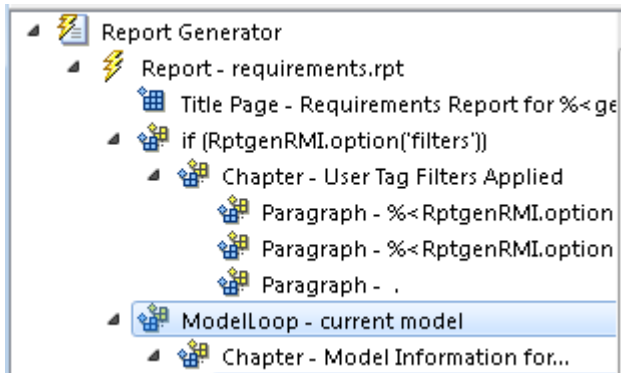 Report Generator
Report - requirements.rpt
Title Page - Requirements Report for %<ge
if (RptgenRMI.option('filters'))
Chapter - User Tag Filters Applied
Paragraph - %<RptgenRMI.option
Paragraph - %<RptgenRMI.option
Paragraph - .
ModelLoop - current model
Chapter - Model Information for...